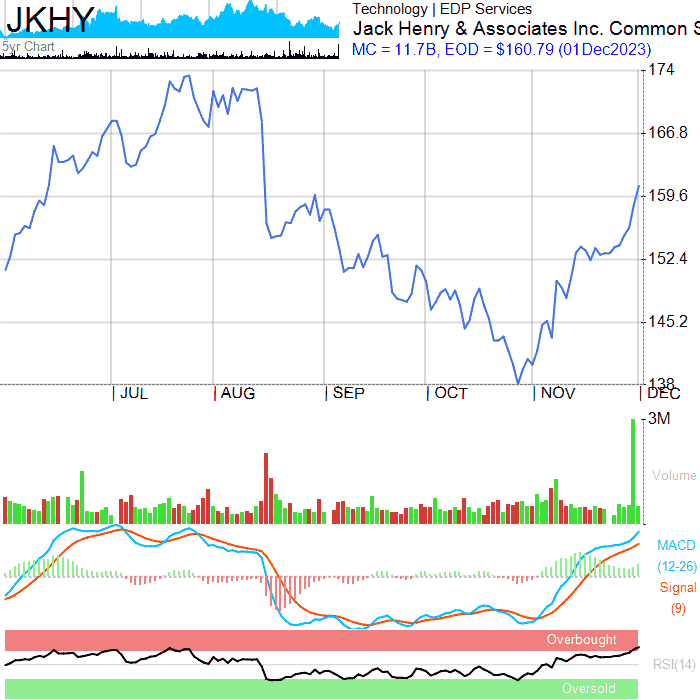 JKHY
5yr Chart
Technology | EDP Services
Jack Henry & Associates Inc. Common S
MC = 11.7B, EOD = $160.79 (01Dec2023)
174
166.8
159.6
152.4
145.2
138
JUL
AUG
SEP
OCT
NOV
DEC
3M
Volume
MACD
(12-26)
Signal
(9)
Overbought
RSI(14)
Oversold